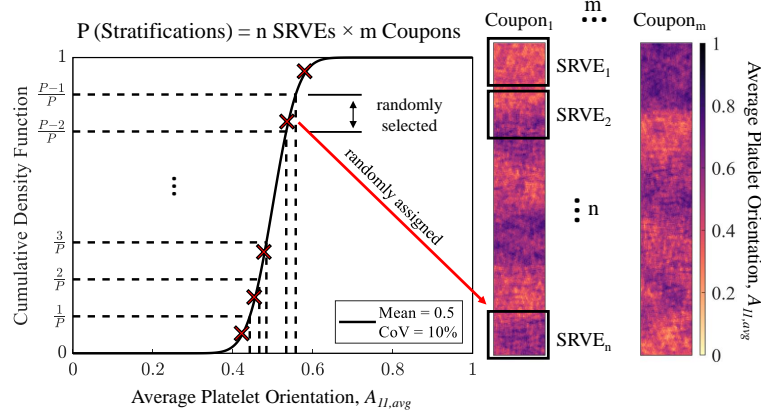 P (Stratifications) = n SRVEs × m Coupons
Cumulative Density Function
1
P−1/P
P−2/P
3/P
2/P
1/P
0
0
0.2
0.4
0.6
0.8
1
Average Platelet Orientation, A11,avg
randomly
selected
randomly assigned
Mean = 0.5
CoV = 10%
m
Coupon1
Couponm
SRVE1
SRVE2
n
SRVEn
1
0.8
0.6
0.4
0.2
0
Average Platelet Orientation, A11,avg